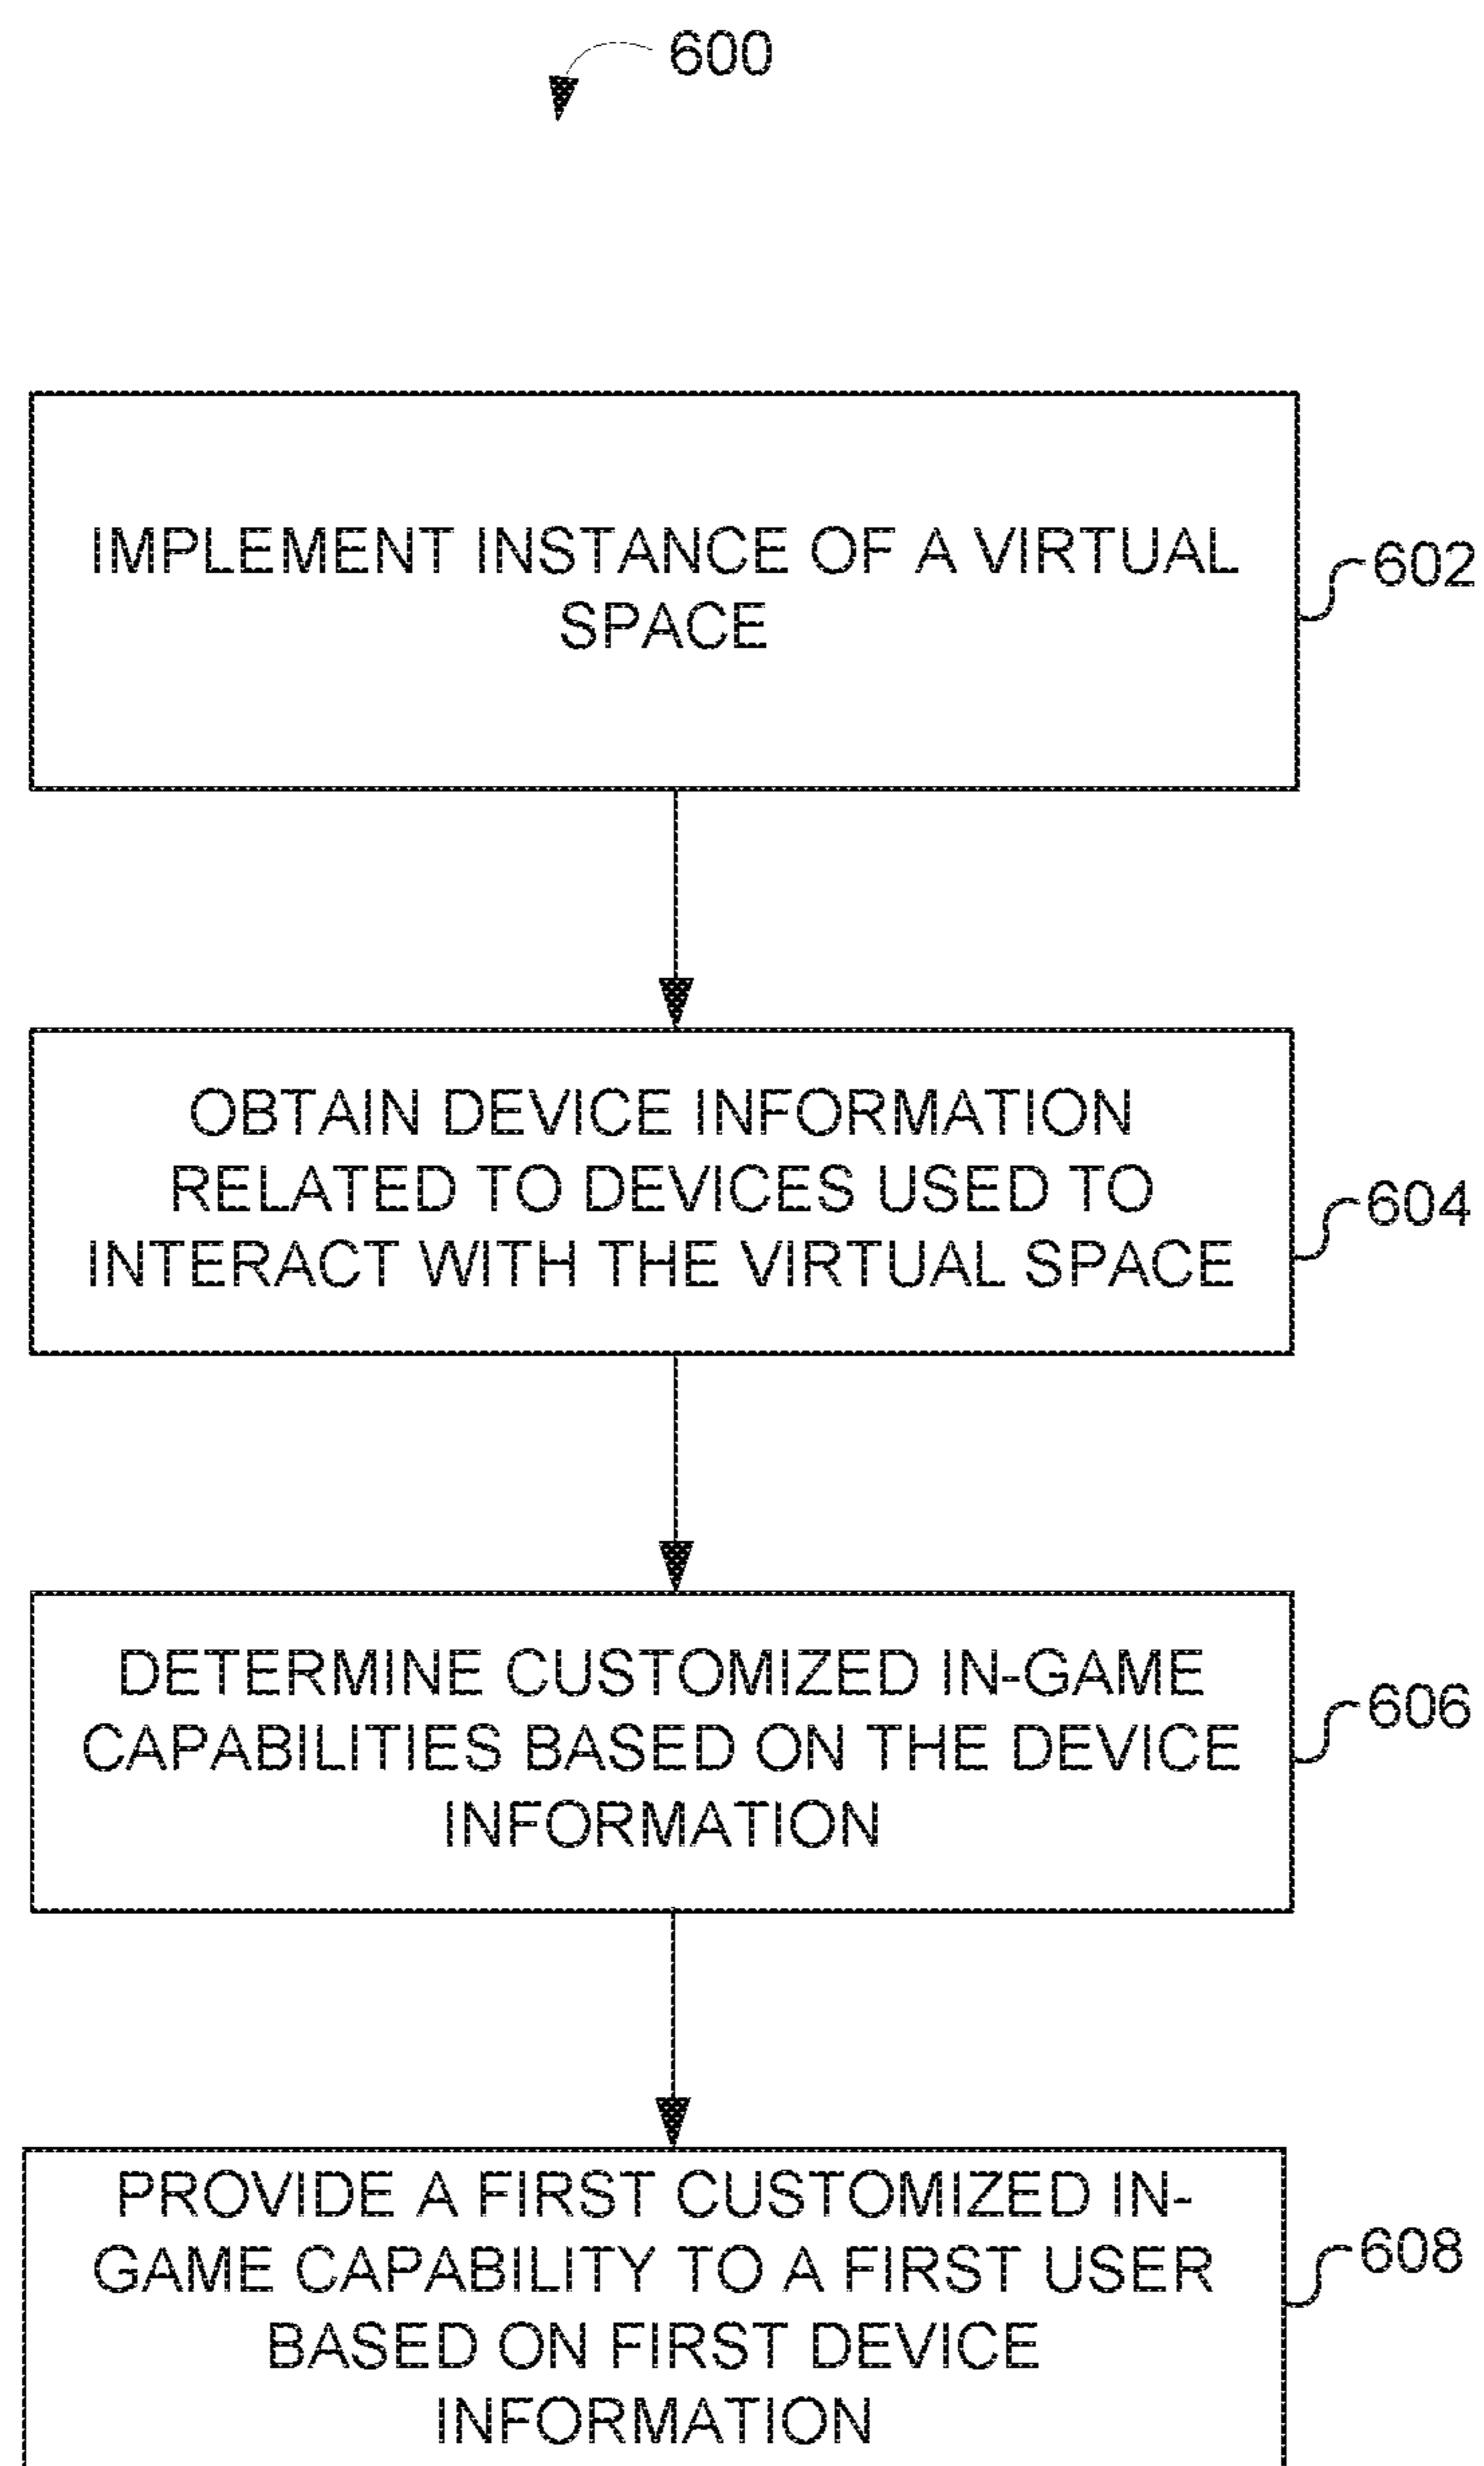 600
IMPLEMENT INSTANCE OF A VIRTUAL
SPACE
602
OBTAIN DEVICE INFORMATION
RELATED TO DEVICES USED TO
INTERACT WITH THE VIRTUAL SPACE
604
DETERMINE CUSTOMIZED IN-GAME
CAPABILITIES BASED ON THE DEVICE
INFORMATION
606
PROVIDE A FIRST CUSTOMIZED IN-
GAME CAPABILITY TO A FIRST USER
BASED ON FIRST DEVICE
INFORMATION
608